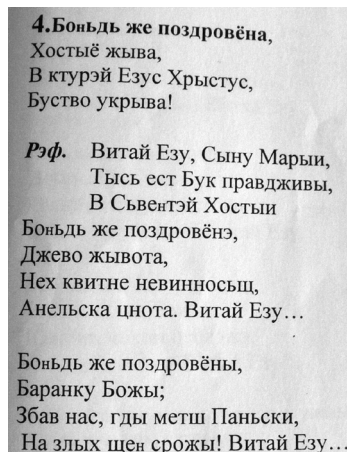 4.Боньдь же поздровёна,
Хостыё жыва,
В ктурэй Езус Хрыстус,
Буство укрыва!
Рэф. Витай Езу, Сыну Марыи,
Тысь ест Бук правдживы,
В Сьвентэй Хостыи
Боньдь же поздровёнэ,
Джево жывота,
Нех квитне невинносьц,
Анельска цнота. Витай Езу…
Боньдь же поздровёны,
Баранку Божы;
Збав нас, гды метш Паньски,
На злых щен срожы! Витай Езу…